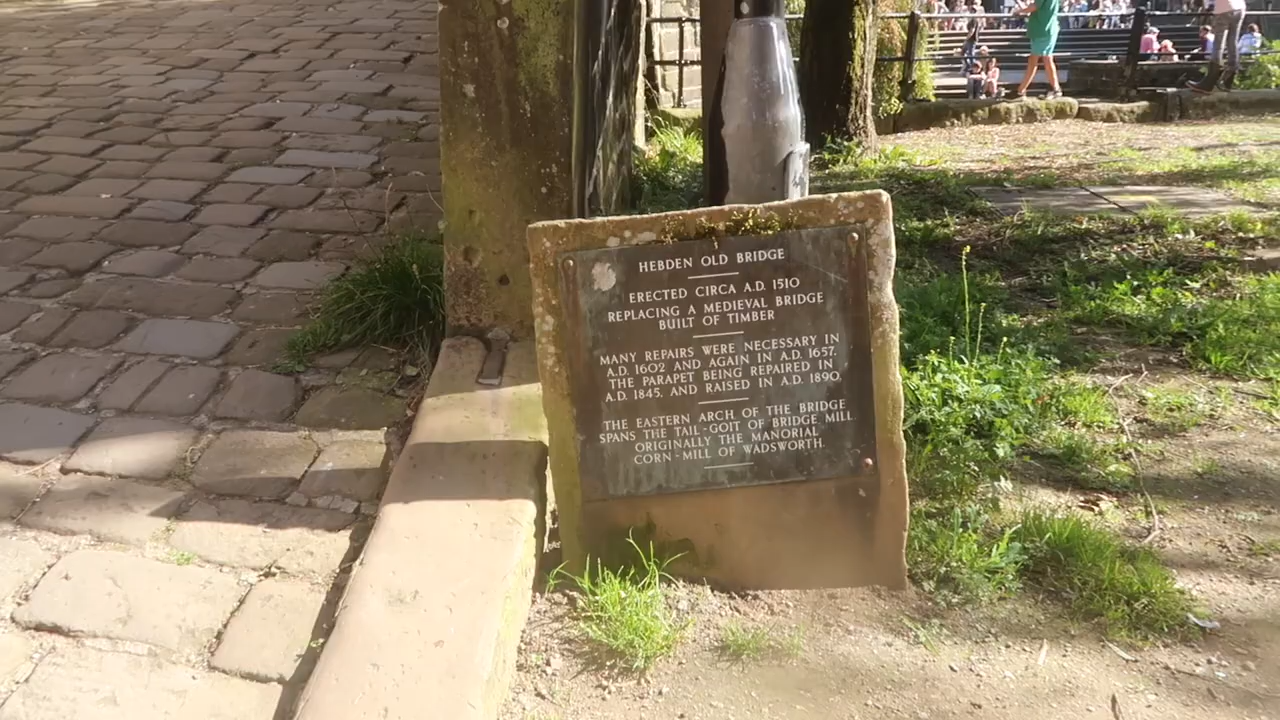 HEBDEN OLD BRIDGE
ERECTED CIRCA A.D. 1510
REPLACING A MEDIEVAL BRIDGE
BUILT OF TIMBER
MANY REPAIRS WERE NECESSARY IN
A.D. 1602 AND AGAIN IN A.D. 1657.
THE PARAPET BEING REPAIRED IN
A.D. 1845, AND RAISED IN A.D. 1890.
THE EASTERN ARCH OF THE BRIDGE
SPANS THE TAIL-GOIT OF BRIDGE MILL
ORIGINALLY THE MANORIAL
CORN-MILL OF WADSWORTH.